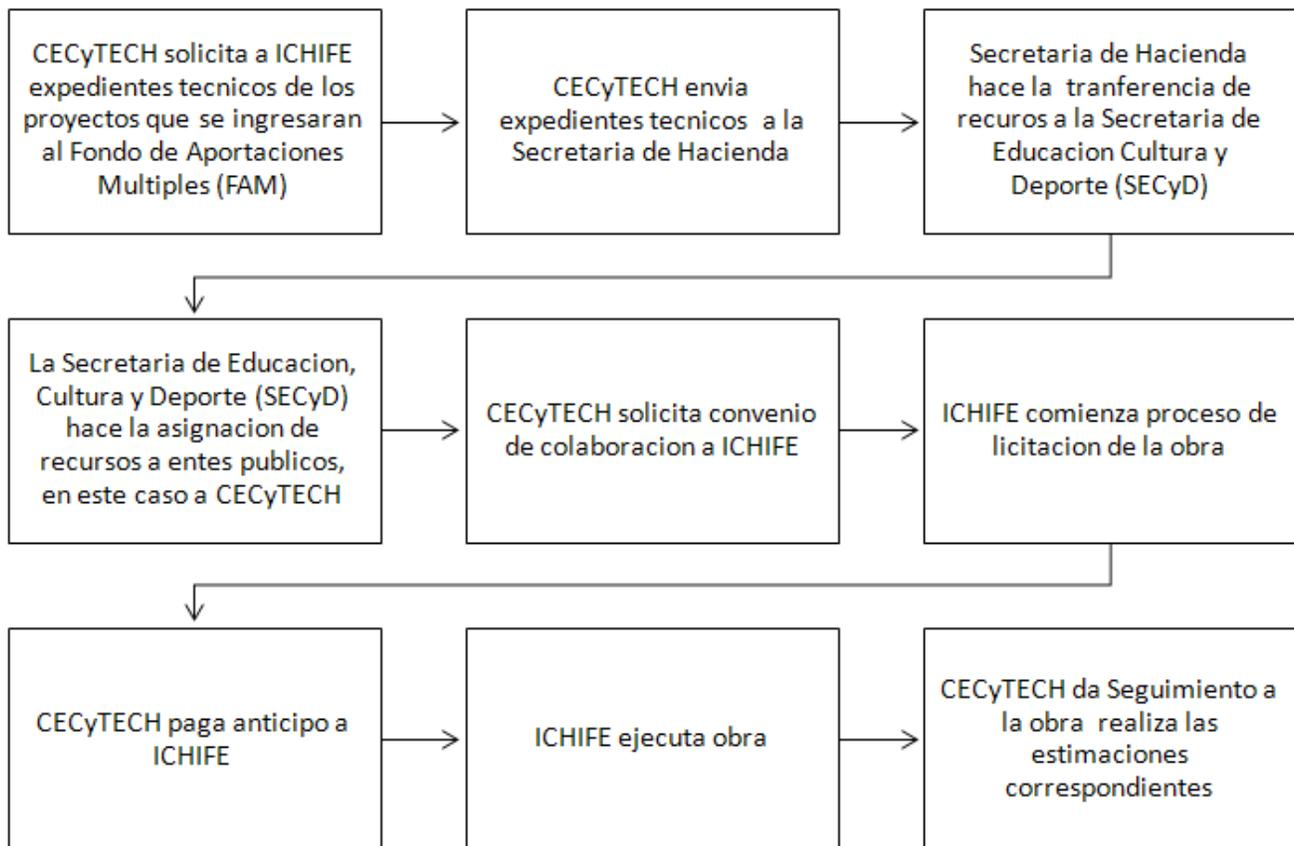 CECyTECH solicita a ICHIFE
expedientes tecnicos de los
proyectos que se ingresaran
al Fondo de Aportaciones
Multiples (FAM)
CECyTECH envia
expedientes tecnicos a la
Secretaria de Hacienda
Secretaria de Hacienda
hace la tranferencia de
recuros a la Secretaria de
Educacion Cultura y
Deporte (SECyD)
La Secretaria de Educacion,
Cultura y Deporte (SECyD)
hace la asignacion de
recursos a entes publicos,
en este caso a CECyTECH
CECyTECH solicita convenio
de colaboracion a ICHIFE
ICHIFE comienza proceso de
licitacion de la obra
CECyTECH paga anticipo a
ICHIFE
ICHIFE ejecuta obra
CECyTECH da Seguimiento a
la obra realiza las
estimaciones
correspondientes